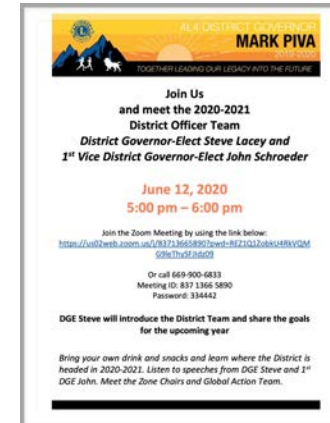 4L4 DISTRICT GOVERNOR
MARK PIVA
2019-2020
TOGETHER LEADING OUR LEGACY INTO THE FUTURE
Join Us
and meet the 2020-2021
District Officer Team
District Governor-Elect Steve Lacey and
1st Vice District Governor-Elect John Schroeder
June 12, 2020
5:00 pm – 6:00 pm
Join the Zoom Meeting by using the link below:
Or call 669-900-6833
Meeting ID: 837 1366 5890
Password: 334442
DGE Steve will introduce the District Team and share the goals
for the upcoming year
Bring your own drink and snacks and learn where the District is
headed in 2020-2021. Listen to speeches from DGE Steve and 1st
DGE John. Meet the Zone Chairs and Global Action Team.